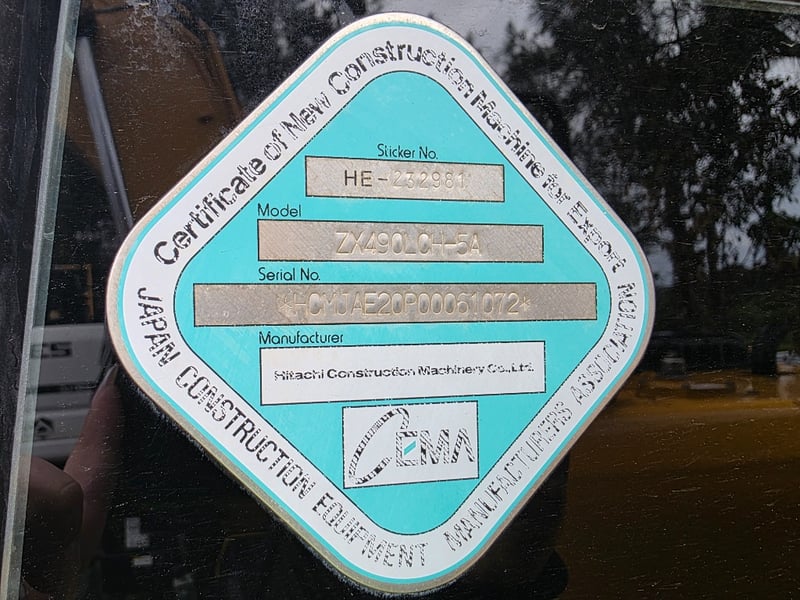 Certificate of New Construction Machine for Export
Sticker No.
HE-232981
Model
ZX490LCH-5A
Serial No.
*HCMJAE20P00061072*
Manufacturer
Hitachi Construction Machinery Co.,Ltd.
CEMA
JAPAN CONSTRUCTION EQUIPMENT MANUFACTURERS ASSOCIATION